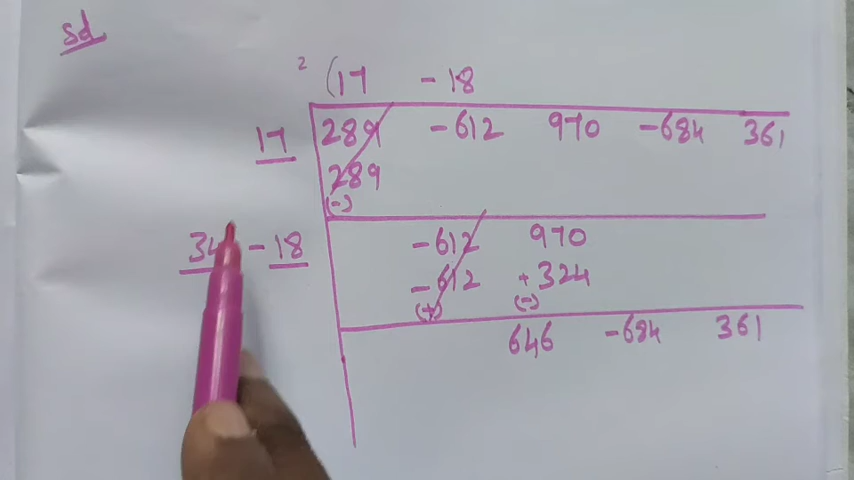 Sd
2 (17 -18
17 289 -612 970 -684 361
289
(-)
34 -18 -612 970
-612 +324
(+) (-)
646 -684 361